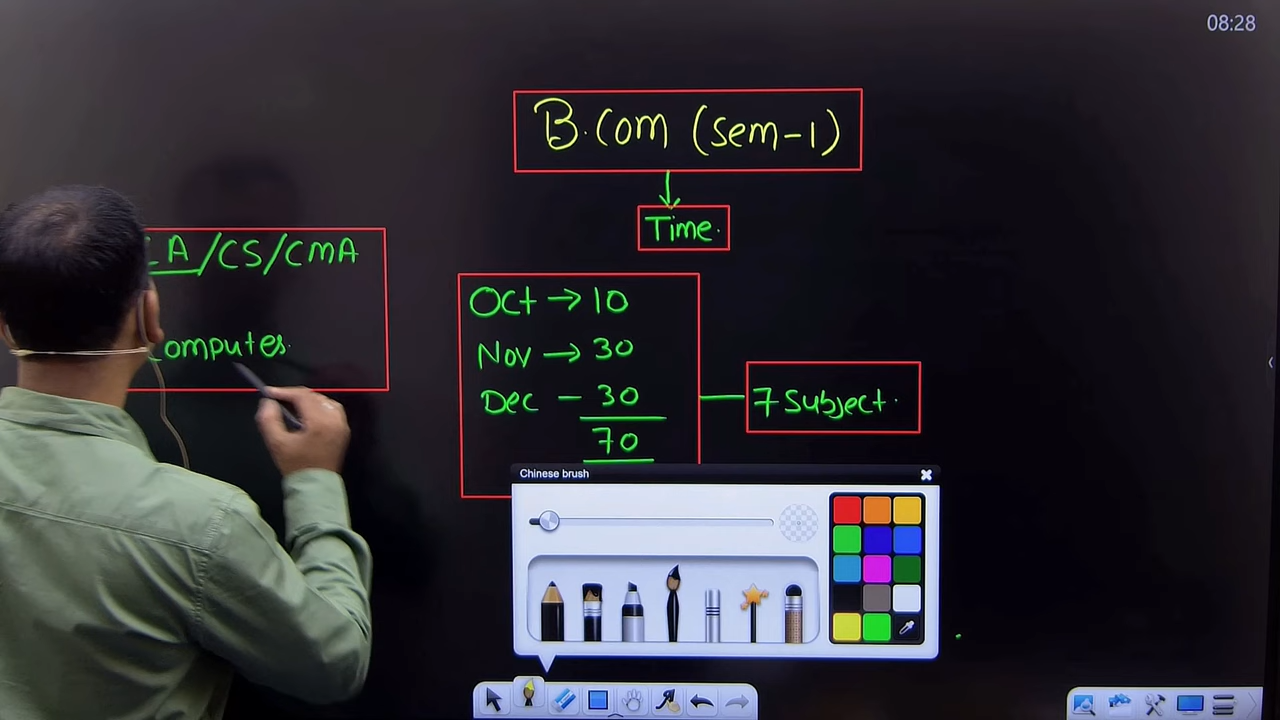 08:28
B.Com (Sem-1)
Time.
A/CS/CMA
Computes.
Oct → 10
Nov → 30
Dec - 30
70
7 Subject.
Chinese brush